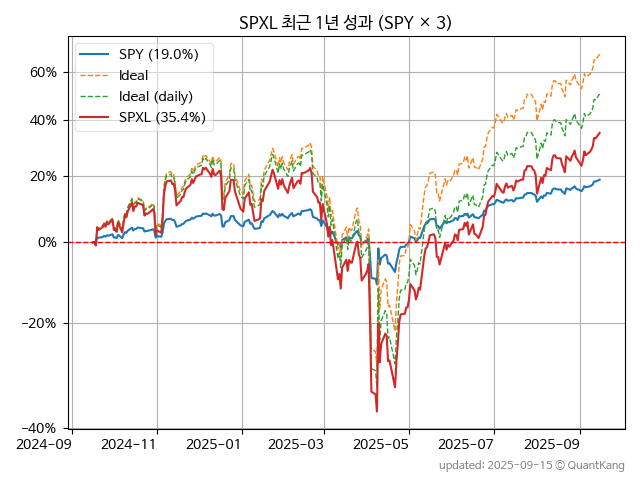 SPXL 최근 1년 성과 (SPY × 3)
SPY (19.0%)
Ideal
Ideal (daily)
SPXL (35.4%)
60%
40%
20%
0%
−20%
−40%
2024-09
2024-11
2025-01
2025-03
2025-05
2025-07
2025-09
updated: 2025-09-15 ⓒ QuantKang